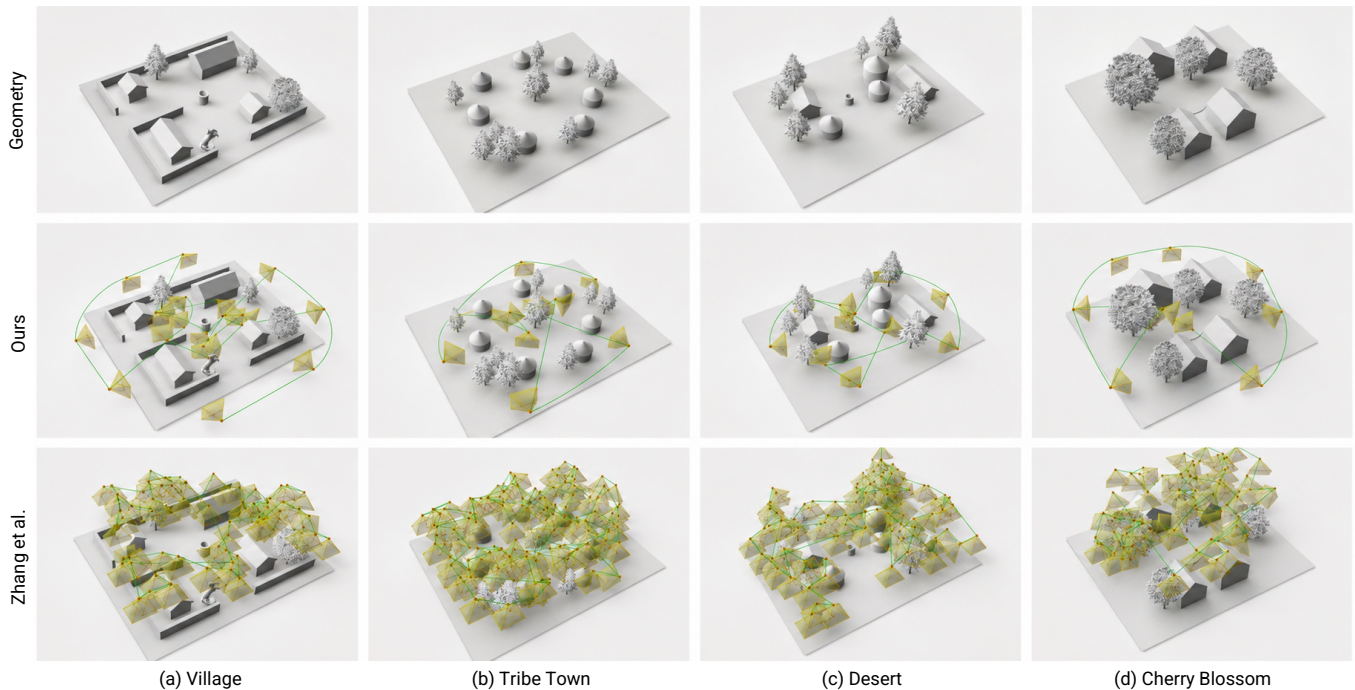 Geometry
Ours
Zhang et al.
(a) Village
(b) Tribe Town
(c) Desert
(d) Cherry Blossom